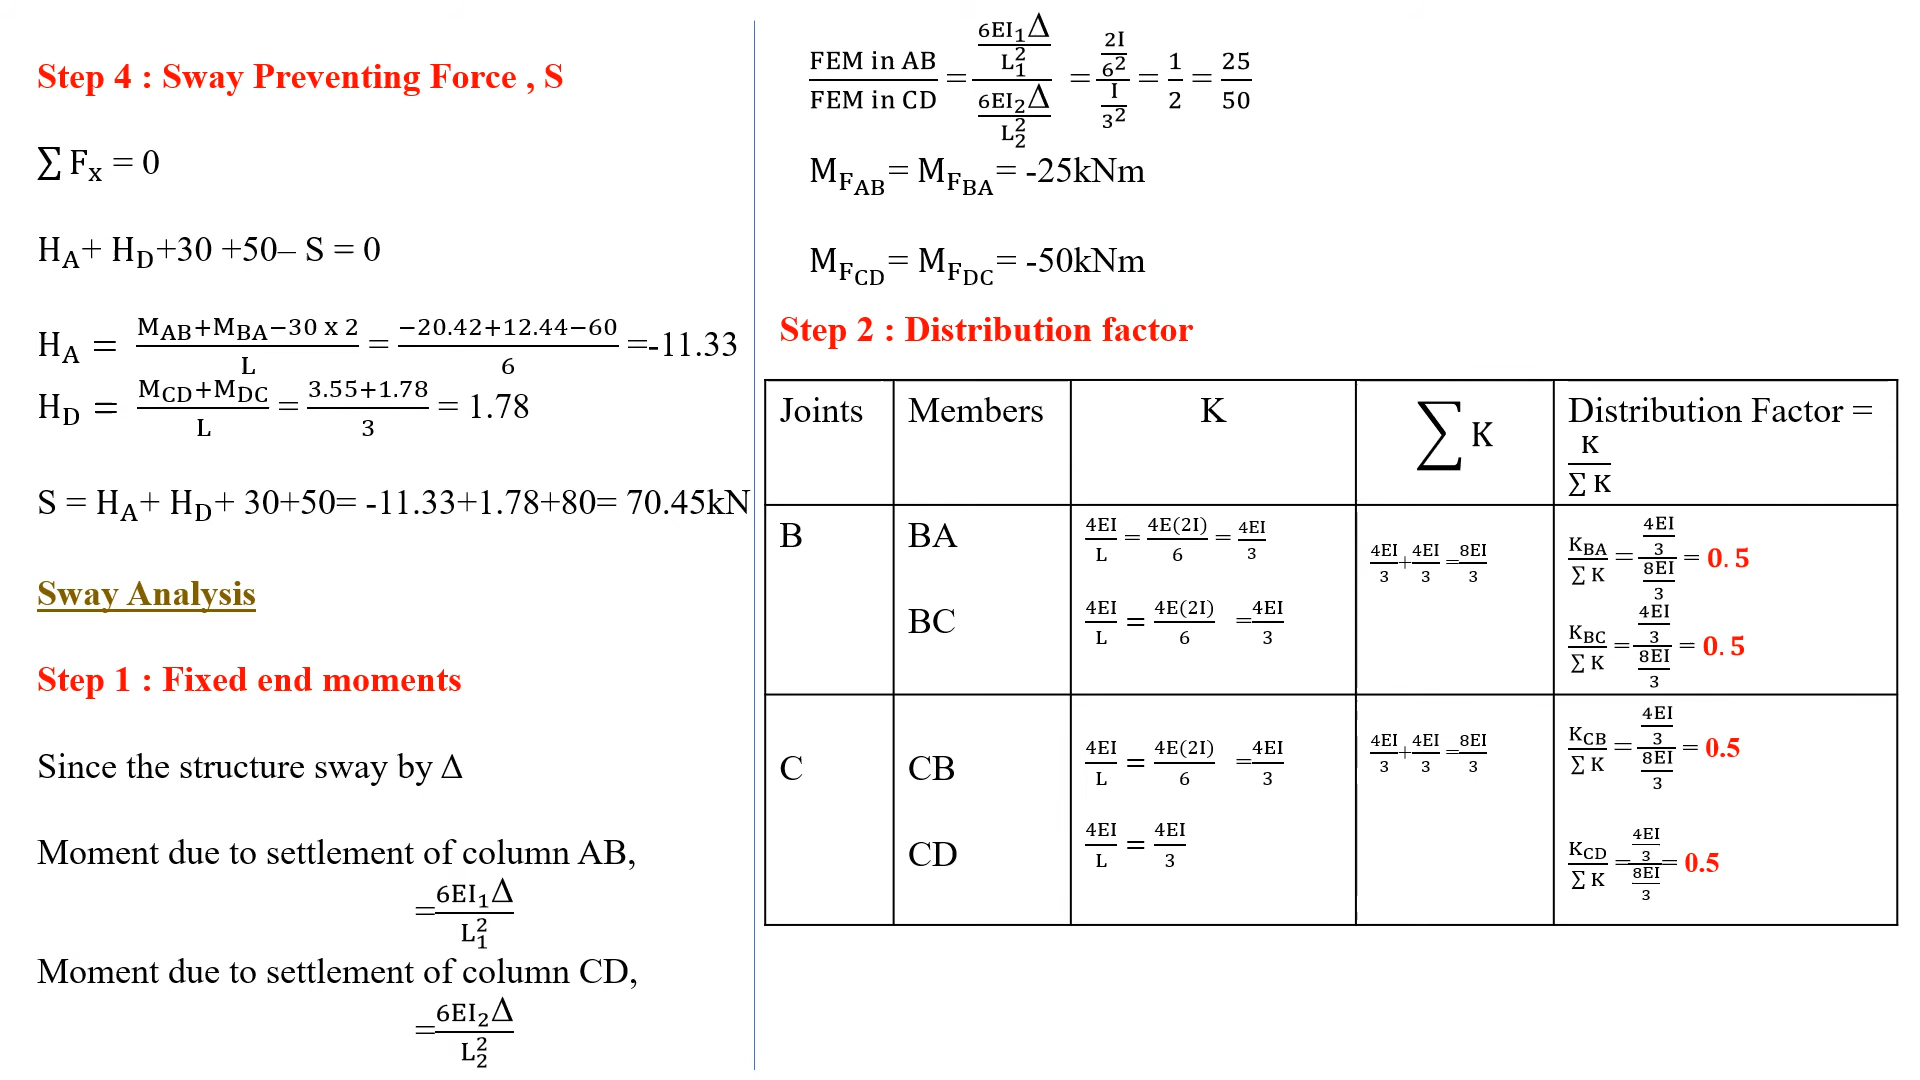 Step 4 : Sway Preventing Force , S
∑ Fx = 0
HA+ HD+30 +50– S = 0
HA = (MAB+MBA−30 x 2)/L = (−20.42+12.44−60)/6 =-11.33
HD = (MCD+MDC)/L = (3.55+1.78)/3 = 1.78
S = HA+ HD+ 30+50= -11.33+1.78+80= 70.45kN
Sway Analysis
Step 1 : Fixed end moments
Since the structure sway by Δ
Moment due to settlement of column AB,
=6EI₁Δ/L₁²
Moment due to settlement of column CD,
=6EI₂Δ/L₂²
FEM in AB/FEM in CD = (6EI₁Δ/L₁²)/(6EI₂Δ/L₂²) = (2I/6²)/(I/3²) = 1/2 = 25/50
MFAB= MFBA= -25kNm
MFCD= MFDC= -50kNm
Step 2 : Distribution factor
Joints Members K ∑K Distribution Factor =
K/∑K
B BA 4EI/L = 4E(2I)/6 = 4EI/3 4EI/3+4EI/3=8EI/3 KBA/∑K = (4EI/3)/(8EI/3) = 0.5
BC 4EI/L = 4E(2I)/6 =4EI/3 KBC/∑K = (4EI/3)/(8EI/3) = 0.5
C CB 4EI/L = 4E(2I)/6 =4EI/3 4EI/3+4EI/3=8EI/3 KCB/∑K = (4EI/3)/(8EI/3) = 0.5
CD 4EI/L = 4EI/3 KCD/∑K =(4EI/3)/(8EI/3)= 0.5